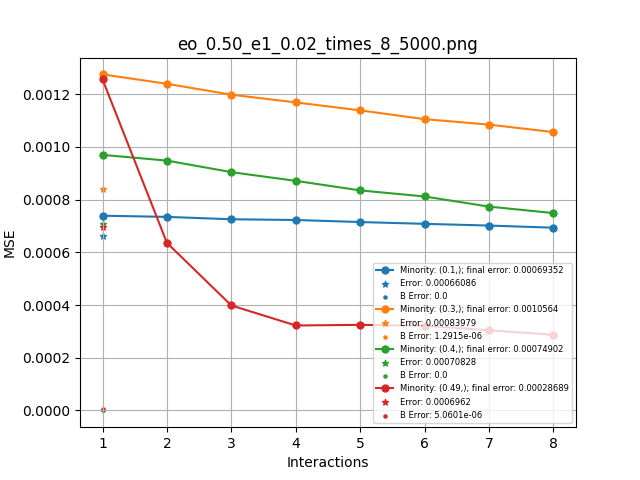 eo_0.50_e1_0.02_times_8_5000.png
0.0012
0.0010
0.0008
0.0006
0.0004
0.0002
0.0000
MSE
Minority: (0.1,); final error: 0.00069352
Error: 0.00066086
B Error: 0.0
Minority: (0.3,); final error: 0.0010564
Error: 0.00083979
B Error: 1.2915e-06
Minority: (0.4,); final error: 0.00074902
Error: 0.00070828
B Error: 0.0
Minority: (0.49,); final error: 0.00028689
Error: 0.0006962
B Error: 5.0601e-06
1 2 3 4 5 6 7 8
Interactions